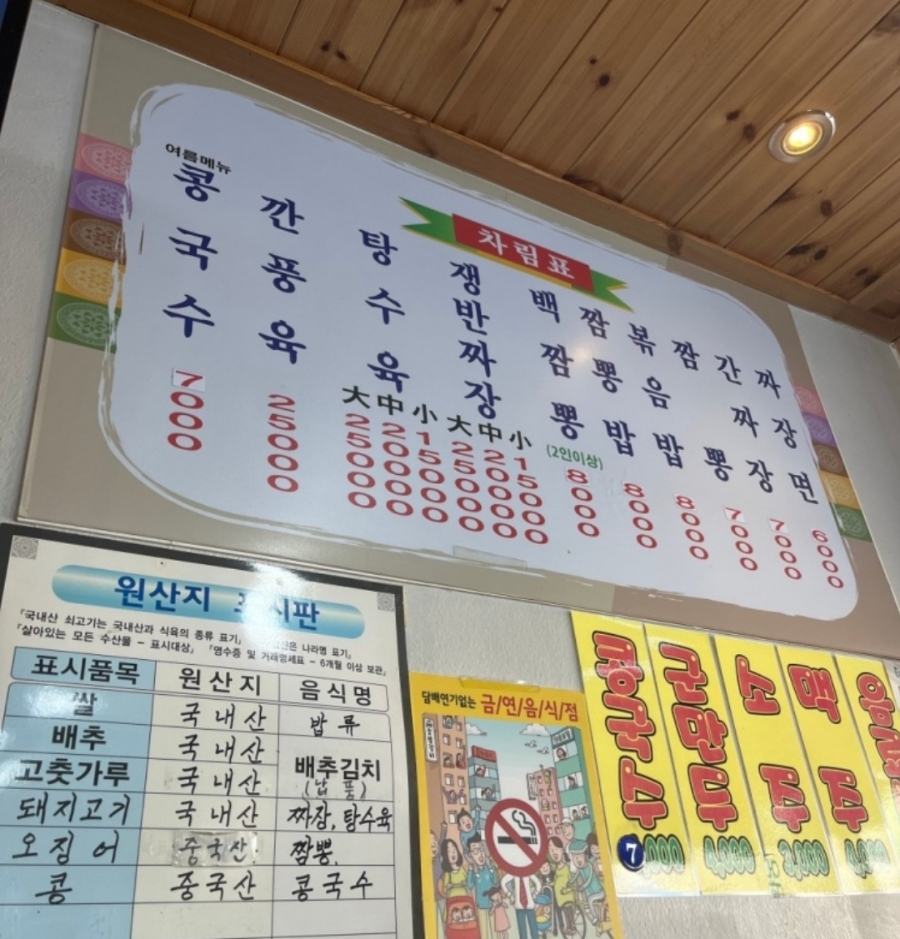 차림표
짜장면 6000
간짜장 7000
짬뽕 7000
볶음밥 8000
짬뽕밥 8000
백짬뽕 8000
(2인이상)
쟁반짜장 大 25000 中 20000 小 15000
탕수육 大 25000 中 20000 小 15000
깐풍육 25000
여름메뉴
콩국수 7000
원산지 표시판
『국내산 쇠고기는 국내산과 식육의 종류 표기』 은 나라명 표기』
『살아있는 모든 수산물 - 표시대상』 『영수증 및 거래명세표 - 6개월 이상 보관』
표시품목 원산지 음식명
쌀 국내산 밥류
배추 국내산
고춧가루 국내산 배추김치
돼지고기 국내산 짜장, 탕수육
오징어 중국산 짬뽕.
콩 중국산 콩국수
담배연기없는 금/연/음/식/점
콩국수 7000
군만두
소주
맥주